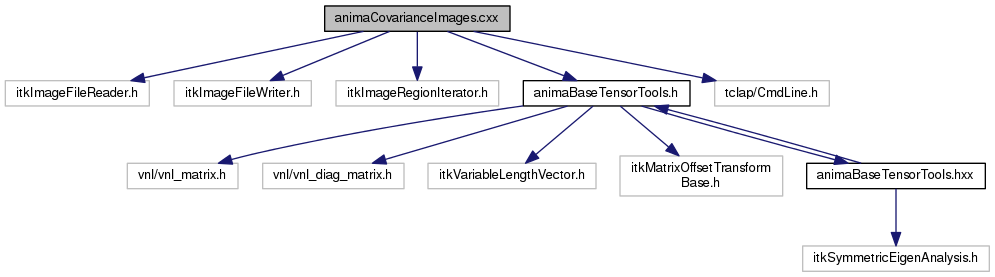 animaCovarianceImages.cxx
itkImageFileReader.h
itkImageFileWriter.h
itkImageRegionIterator.h
animaBaseTensorTools.h
tclap/CmdLine.h
vnl/vnl_matrix.h
vnl/vnl_diag_matrix.h
itkVariableLengthVector.h
itkMatrixOffsetTransform
Base.h
animaBaseTensorTools.hxx
itkSymmetricEigenAnalysis.h